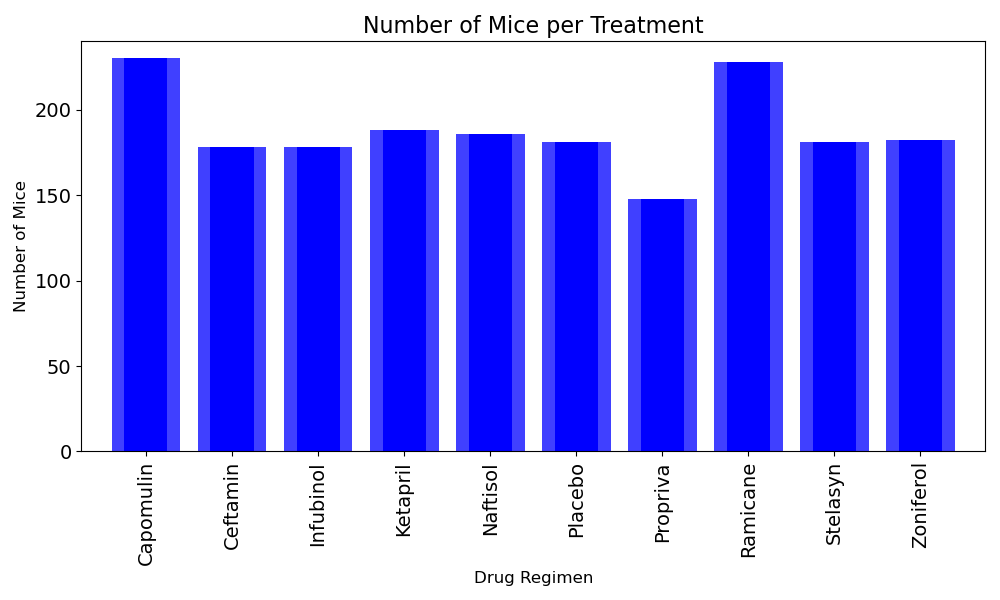 Number of Mice per Treatment
Number of Mice
200
150
100
50
0
Capomulin
Ceftamin
Infubinol
Ketapril
Naftisol
Placebo
Propriva
Ramicane
Stelasyn
Zoniferol
Drug Regimen